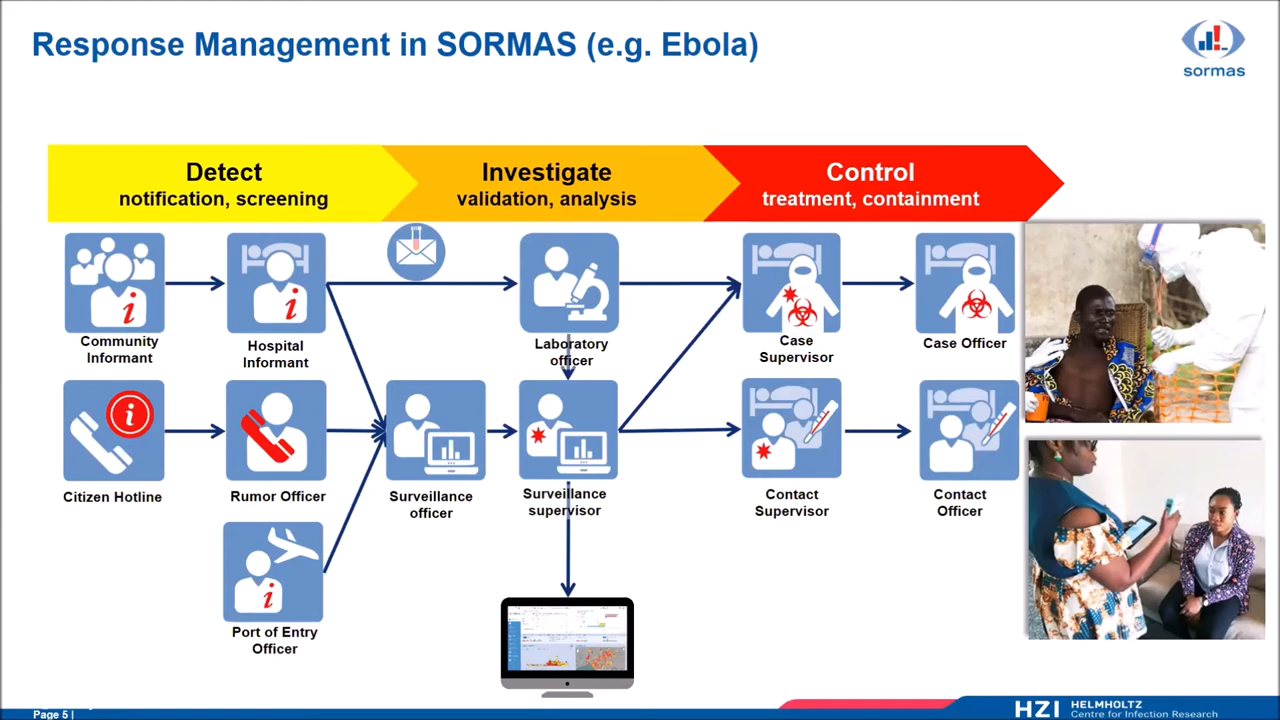 Response Management in SORMAS (e.g. Ebola)
sormas
Detect
notification, screening
Investigate
validation, analysis
Control
treatment, containment
Community
Informant
Hospital
Informant
Laboratory
officer
Case
Supervisor
Case Officer
Citizen Hotline
Rumor Officer
Surveillance
officer
Surveillance
supervisor
Contact
Supervisor
Contact
Officer
Port of Entry
Officer
Page 5 |
HZI
HELMHOLTZ
Centre for Infection Research